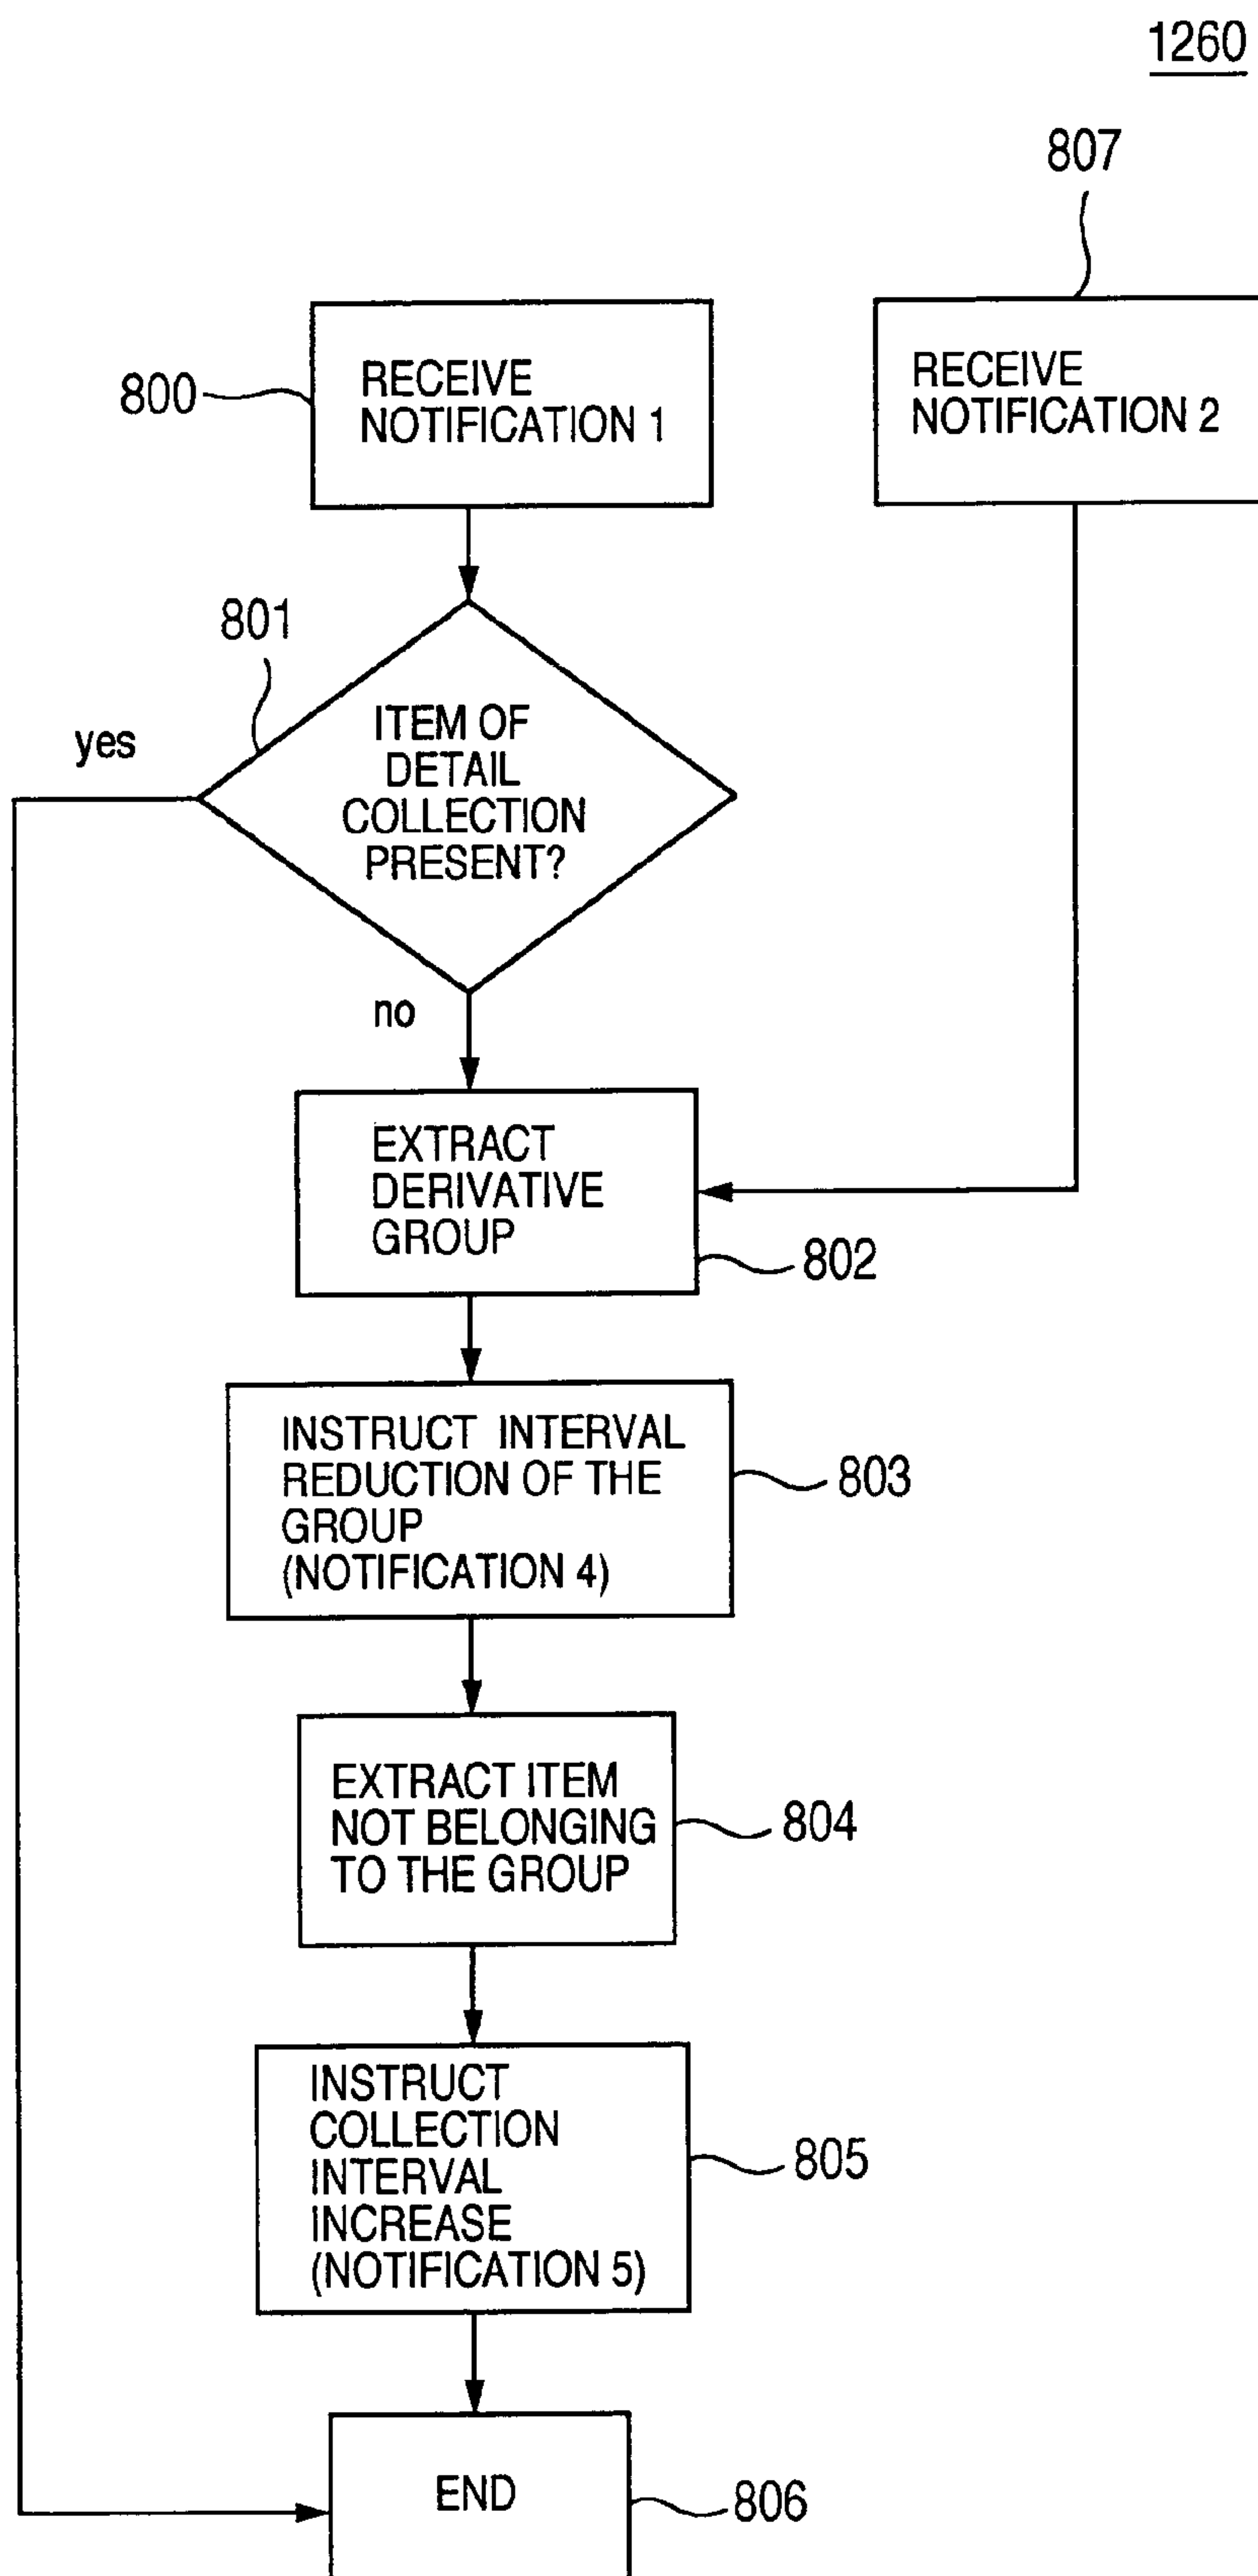 1260
807
800
RECEIVE
NOTIFICATION 1
RECEIVE
NOTIFICATION 2
801
yes
ITEM OF
DETAIL
COLLECTION
PRESENT?
no
EXTRACT
DERIVATIVE
GROUP
802
INSTRUCT INTERVAL
REDUCTION OF THE
GROUP
(NOTIFICATION 4)
803
EXTRACT ITEM
NOT BELONGING
TO THE GROUP
804
INSTRUCT
COLLECTION
INTERVAL
INCREASE
(NOTIFICATION 5)
805
END
806